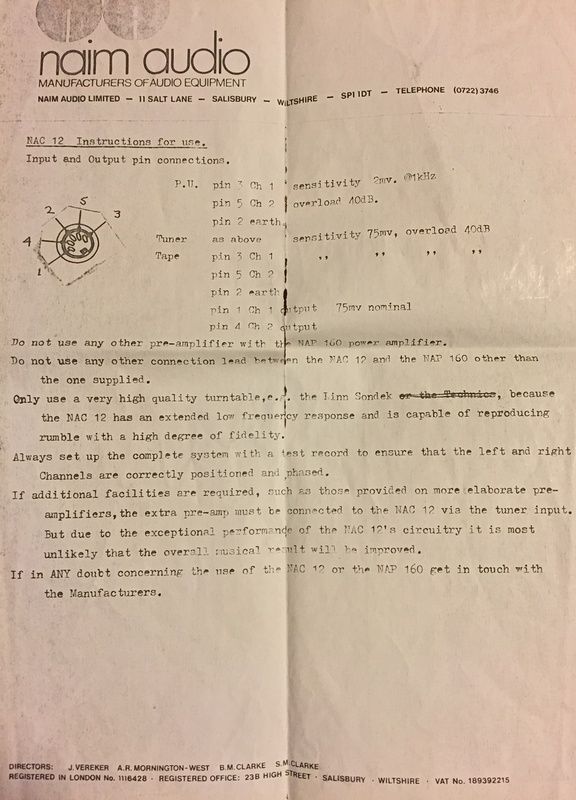 naim audio
MANUFACTURERS OF AUDIO EQUIPMENT
NAIM AUDIO LIMITED — 11 SALT LANE — SALISBURY — WILTSHIRE — SP1 1DT — TELEPHONE (0722) 3746
NAC 12 Instructions for use.
Input and Output pin connections.
P.U. pin 3 Ch 1 sensitivity 2mv. @1kHz
pin 5 Ch 2 overload 40dB.
pin 2 earth
Tuner as above sensitivity 75mv, overload 40dB
Tape pin 3 Ch 1 ,, ,, ,, ,,
pin 5 Ch 2
pin 2 earth
pin 1 Ch 1 output 75mv nominal
pin 4 Ch 2 output
5
2
3
4
1
Do not use any other pre-amplifier with the NAP 160 power amplifier.
Do not use any other connection lead between the NAC 12 and the NAP 160 other than
the one supplied.
Only use a very high quality turntable,e.g. the Linn Sondek or the Technics, because
the NAC 12 has an extended low frequency response and is capable of reproducing
rumble with a high degree of fidelity.
Always set up the complete system with a test record to ensure that the left and right
Channels are correctly positioned and phased.
If additional facilities are required, such as those provided on more elaborate pre-
amplifiers,the extra pre-amp must be connected to the NAC 12 via the tuner input.
But due to the exceptional performance of the NAC 12's circuitry it is most
unlikely that the overall musical result will be improved.
If in ANY doubt concerning the use of the NAC 12 or the NAP 160 get in touch with
the Manufacturers.
DIRECTORS: J.VEREKER A.R.MORNINGTON-WEST B.M.CLARKE S.M.CLARKE
REGISTERED IN LONDON No. 1116428 · REGISTERED OFFICE: 23B HIGH STREET · SALISBURY · WILTSHIRE · VAT No. 189392215